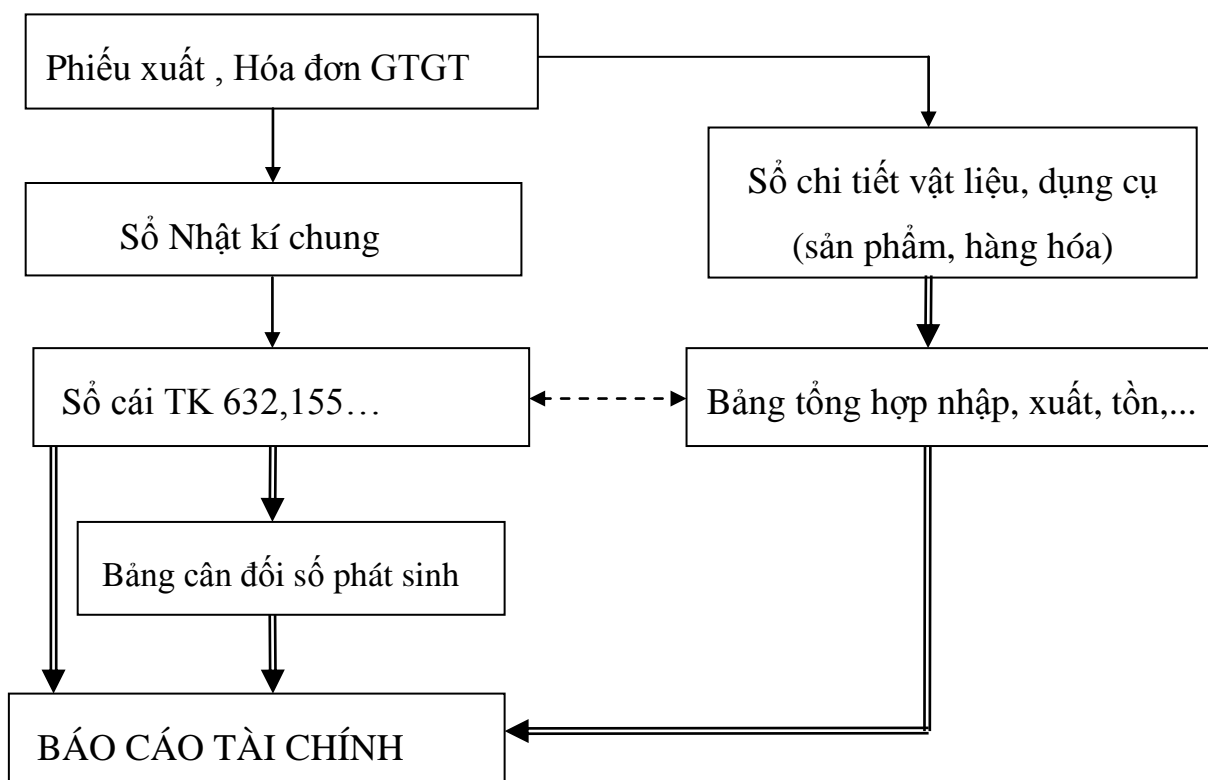 Phiếu xuất , Hóa đơn GTGT
Sổ chi tiết vật liệu, dụng cụ
(sản phẩm, hàng hóa)
Sổ Nhật kí chung
Sổ cái TK 632,155…
Bảng tổng hợp nhập, xuất, tồn,...
Bảng cân đối số phát sinh
BÁO CÁO TÀI CHÍNH